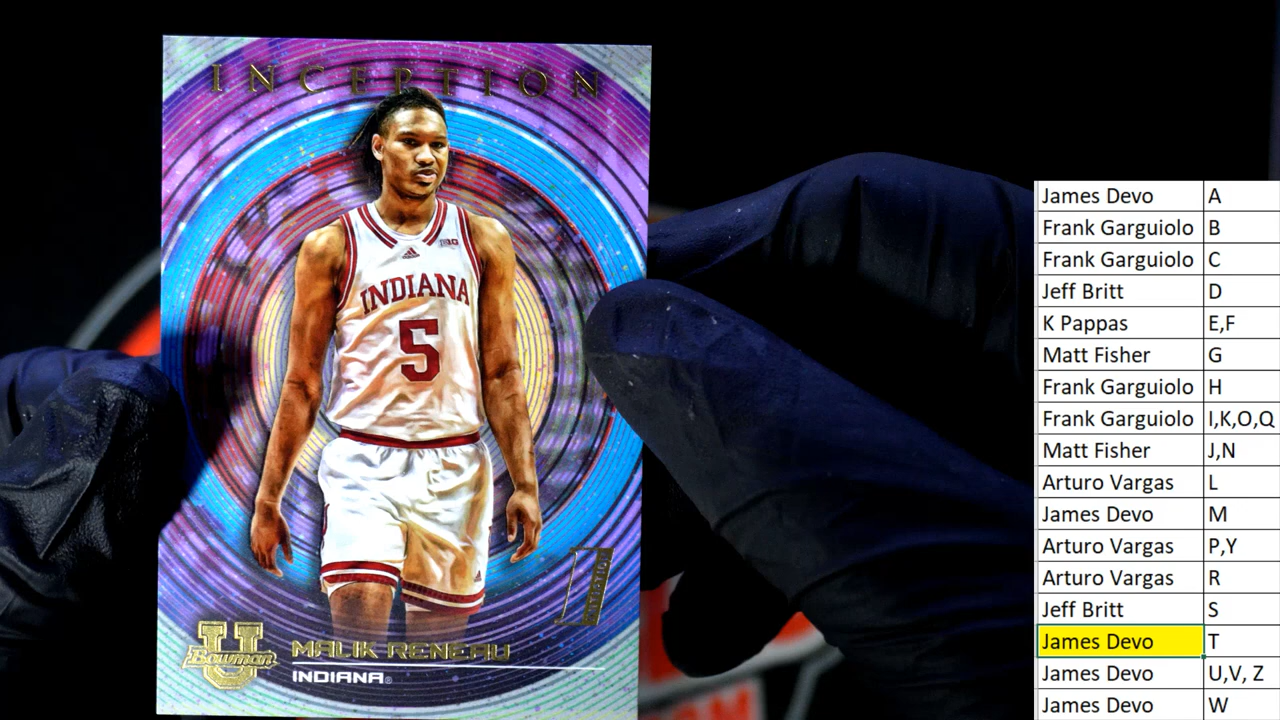 INCEPTION
B1G
INDIANA
5
U
Bowman
MALIK RENEAU
INDIANA®
James Devo A
Frank Garguiolo B
Frank Garguiolo C
Jeff Britt D
K Pappas E,F
Matt Fisher G
Frank Garguiolo H
Frank Garguiolo I,K,O,Q
Matt Fisher J,N
Arturo Vargas L
James Devo M
Arturo Vargas P,Y
Arturo Vargas R
Jeff Britt S
James Devo T
James Devo U,V, Z
James Devo W